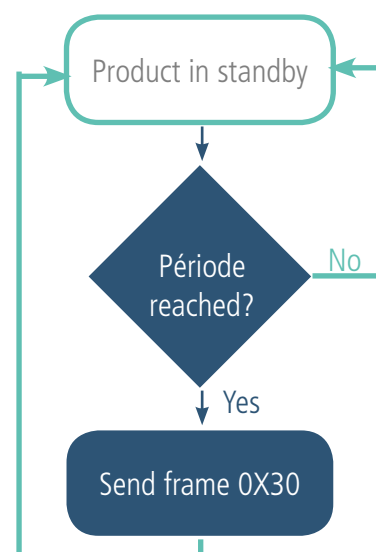 Product in standby
Période
reached?
No
Yes
Send frame 0X30